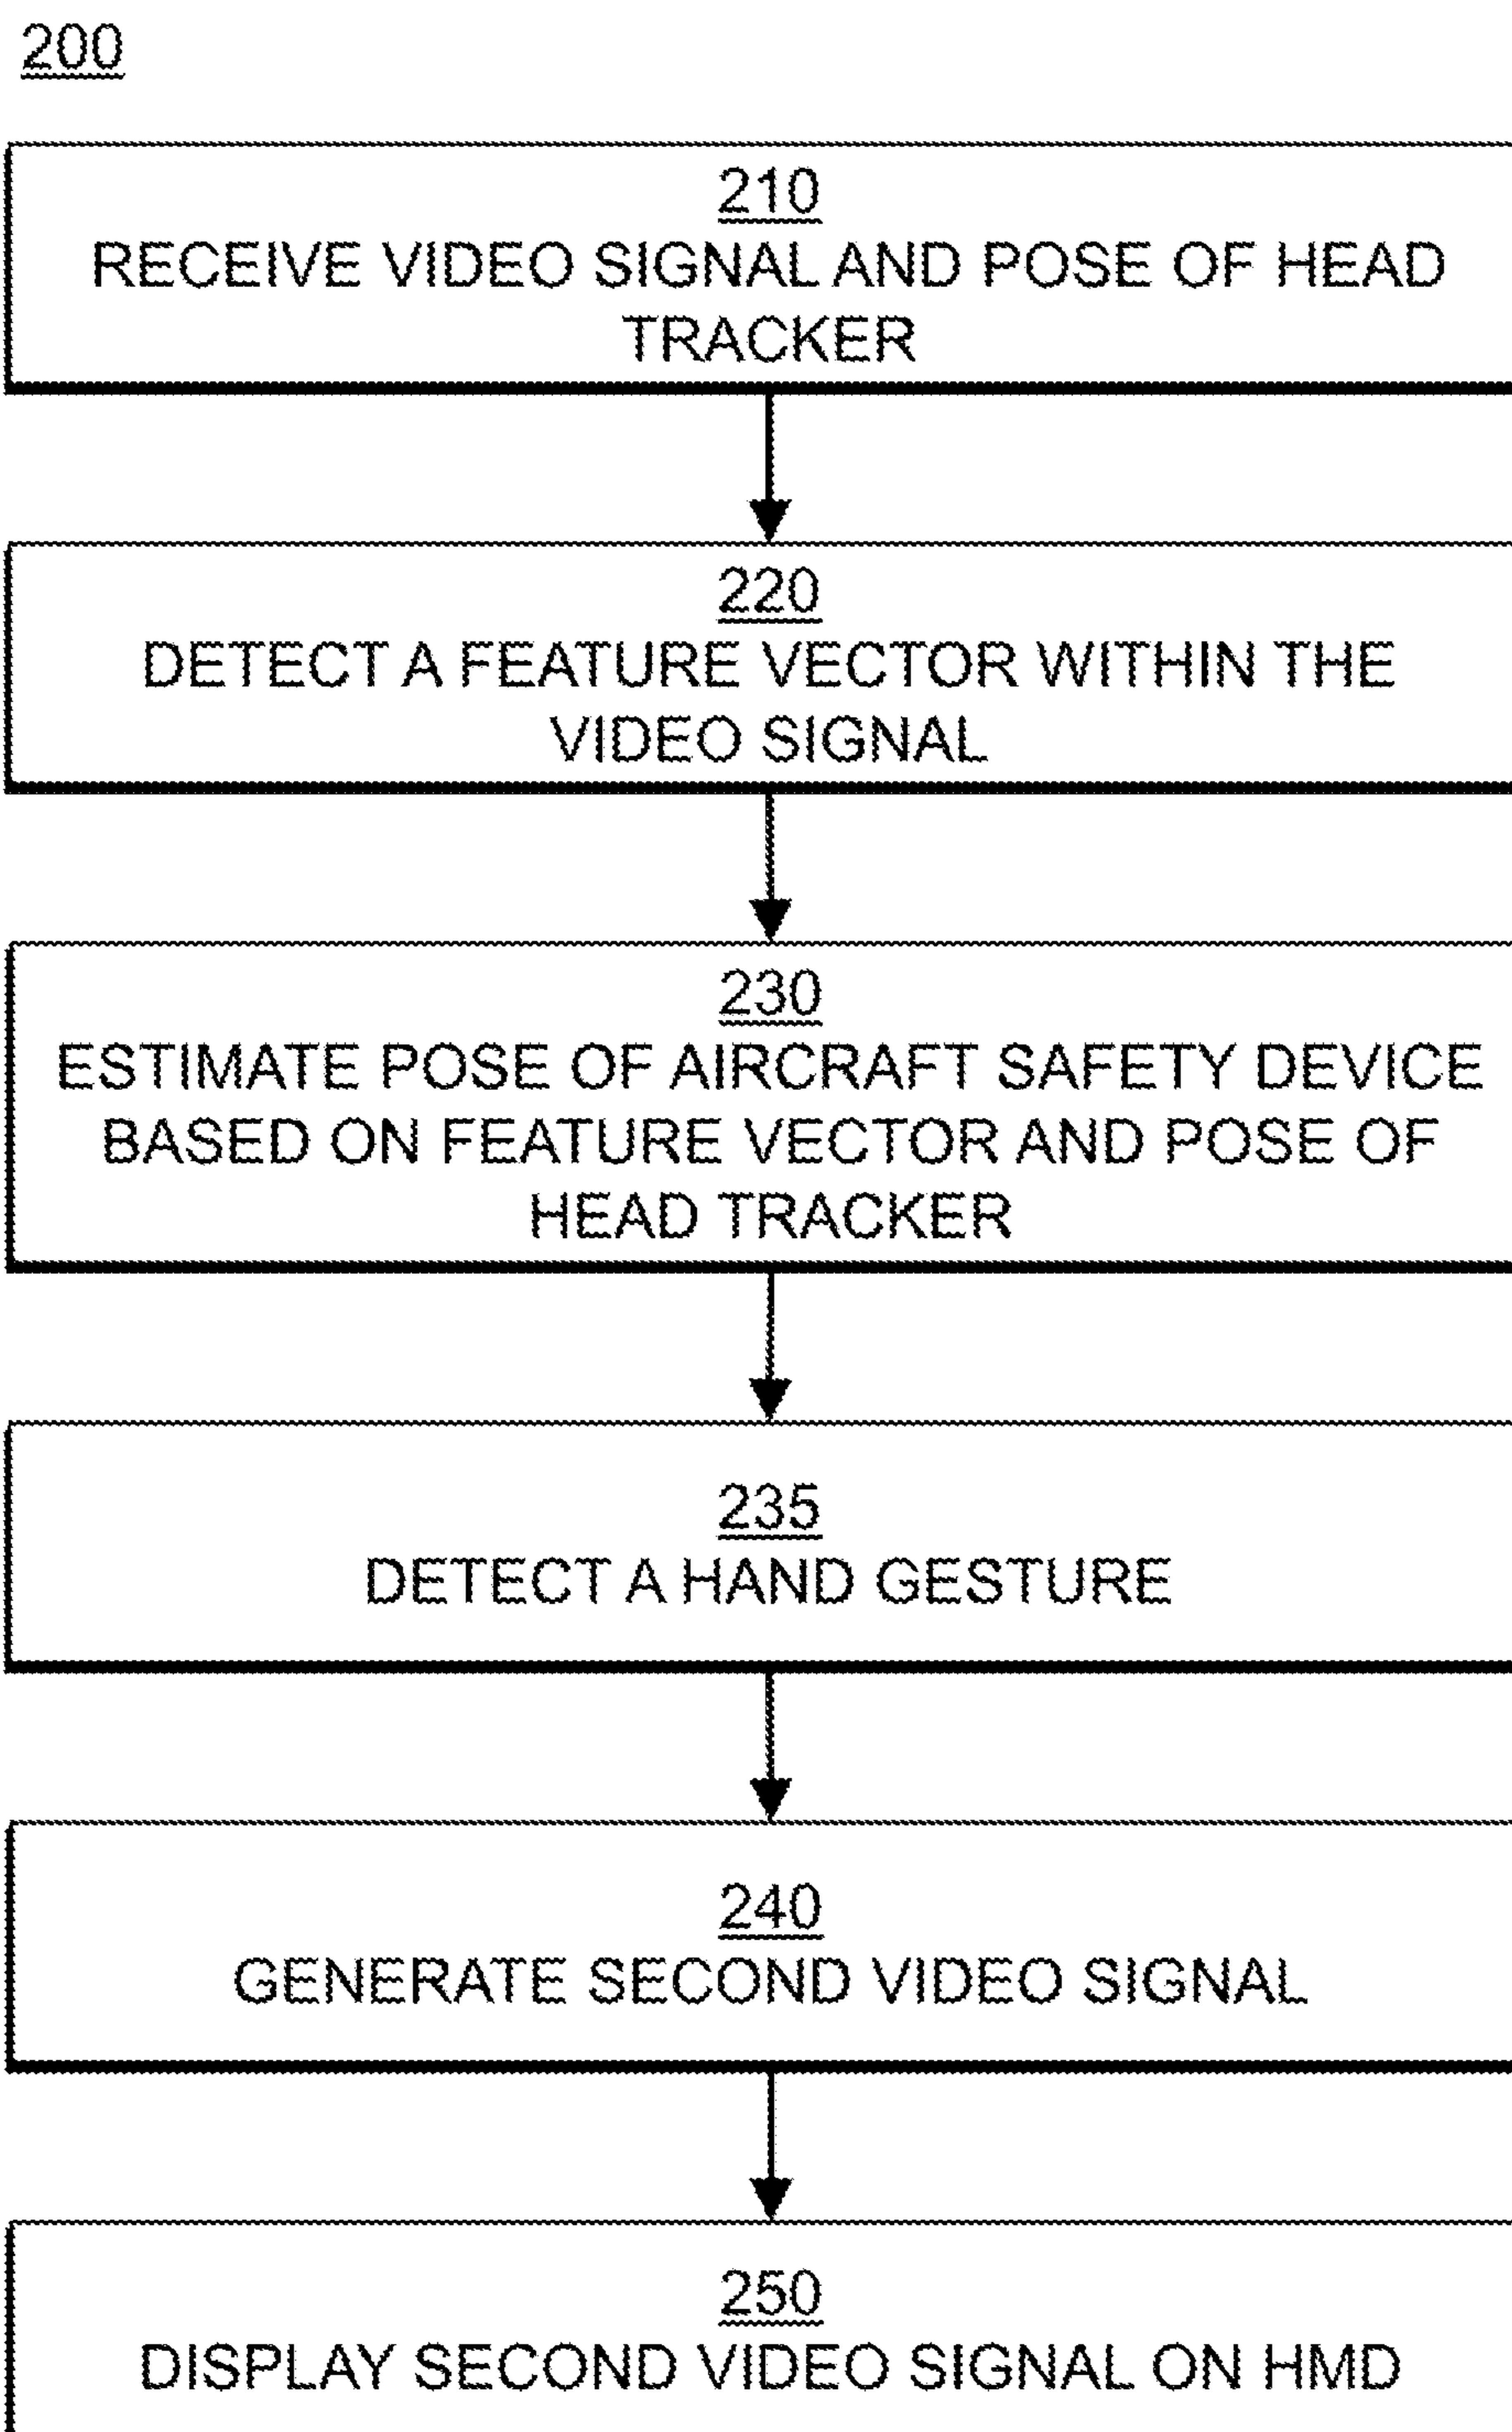 200
210
RECEIVE VIDEO SIGNAL AND POSE OF HEAD
TRACKER
220
DETECT A FEATURE VECTOR WITHIN THE
VIDEO SIGNAL
230
ESTIMATE POSE OF AIRCRAFT SAFETY DEVICE
BASED ON FEATURE VECTOR AND POSE OF
HEAD TRACKER
235
DETECT A HAND GESTURE
240
GENERATE SECOND VIDEO SIGNAL
250
DISPLAY SECOND VIDEO SIGNAL ON HMD